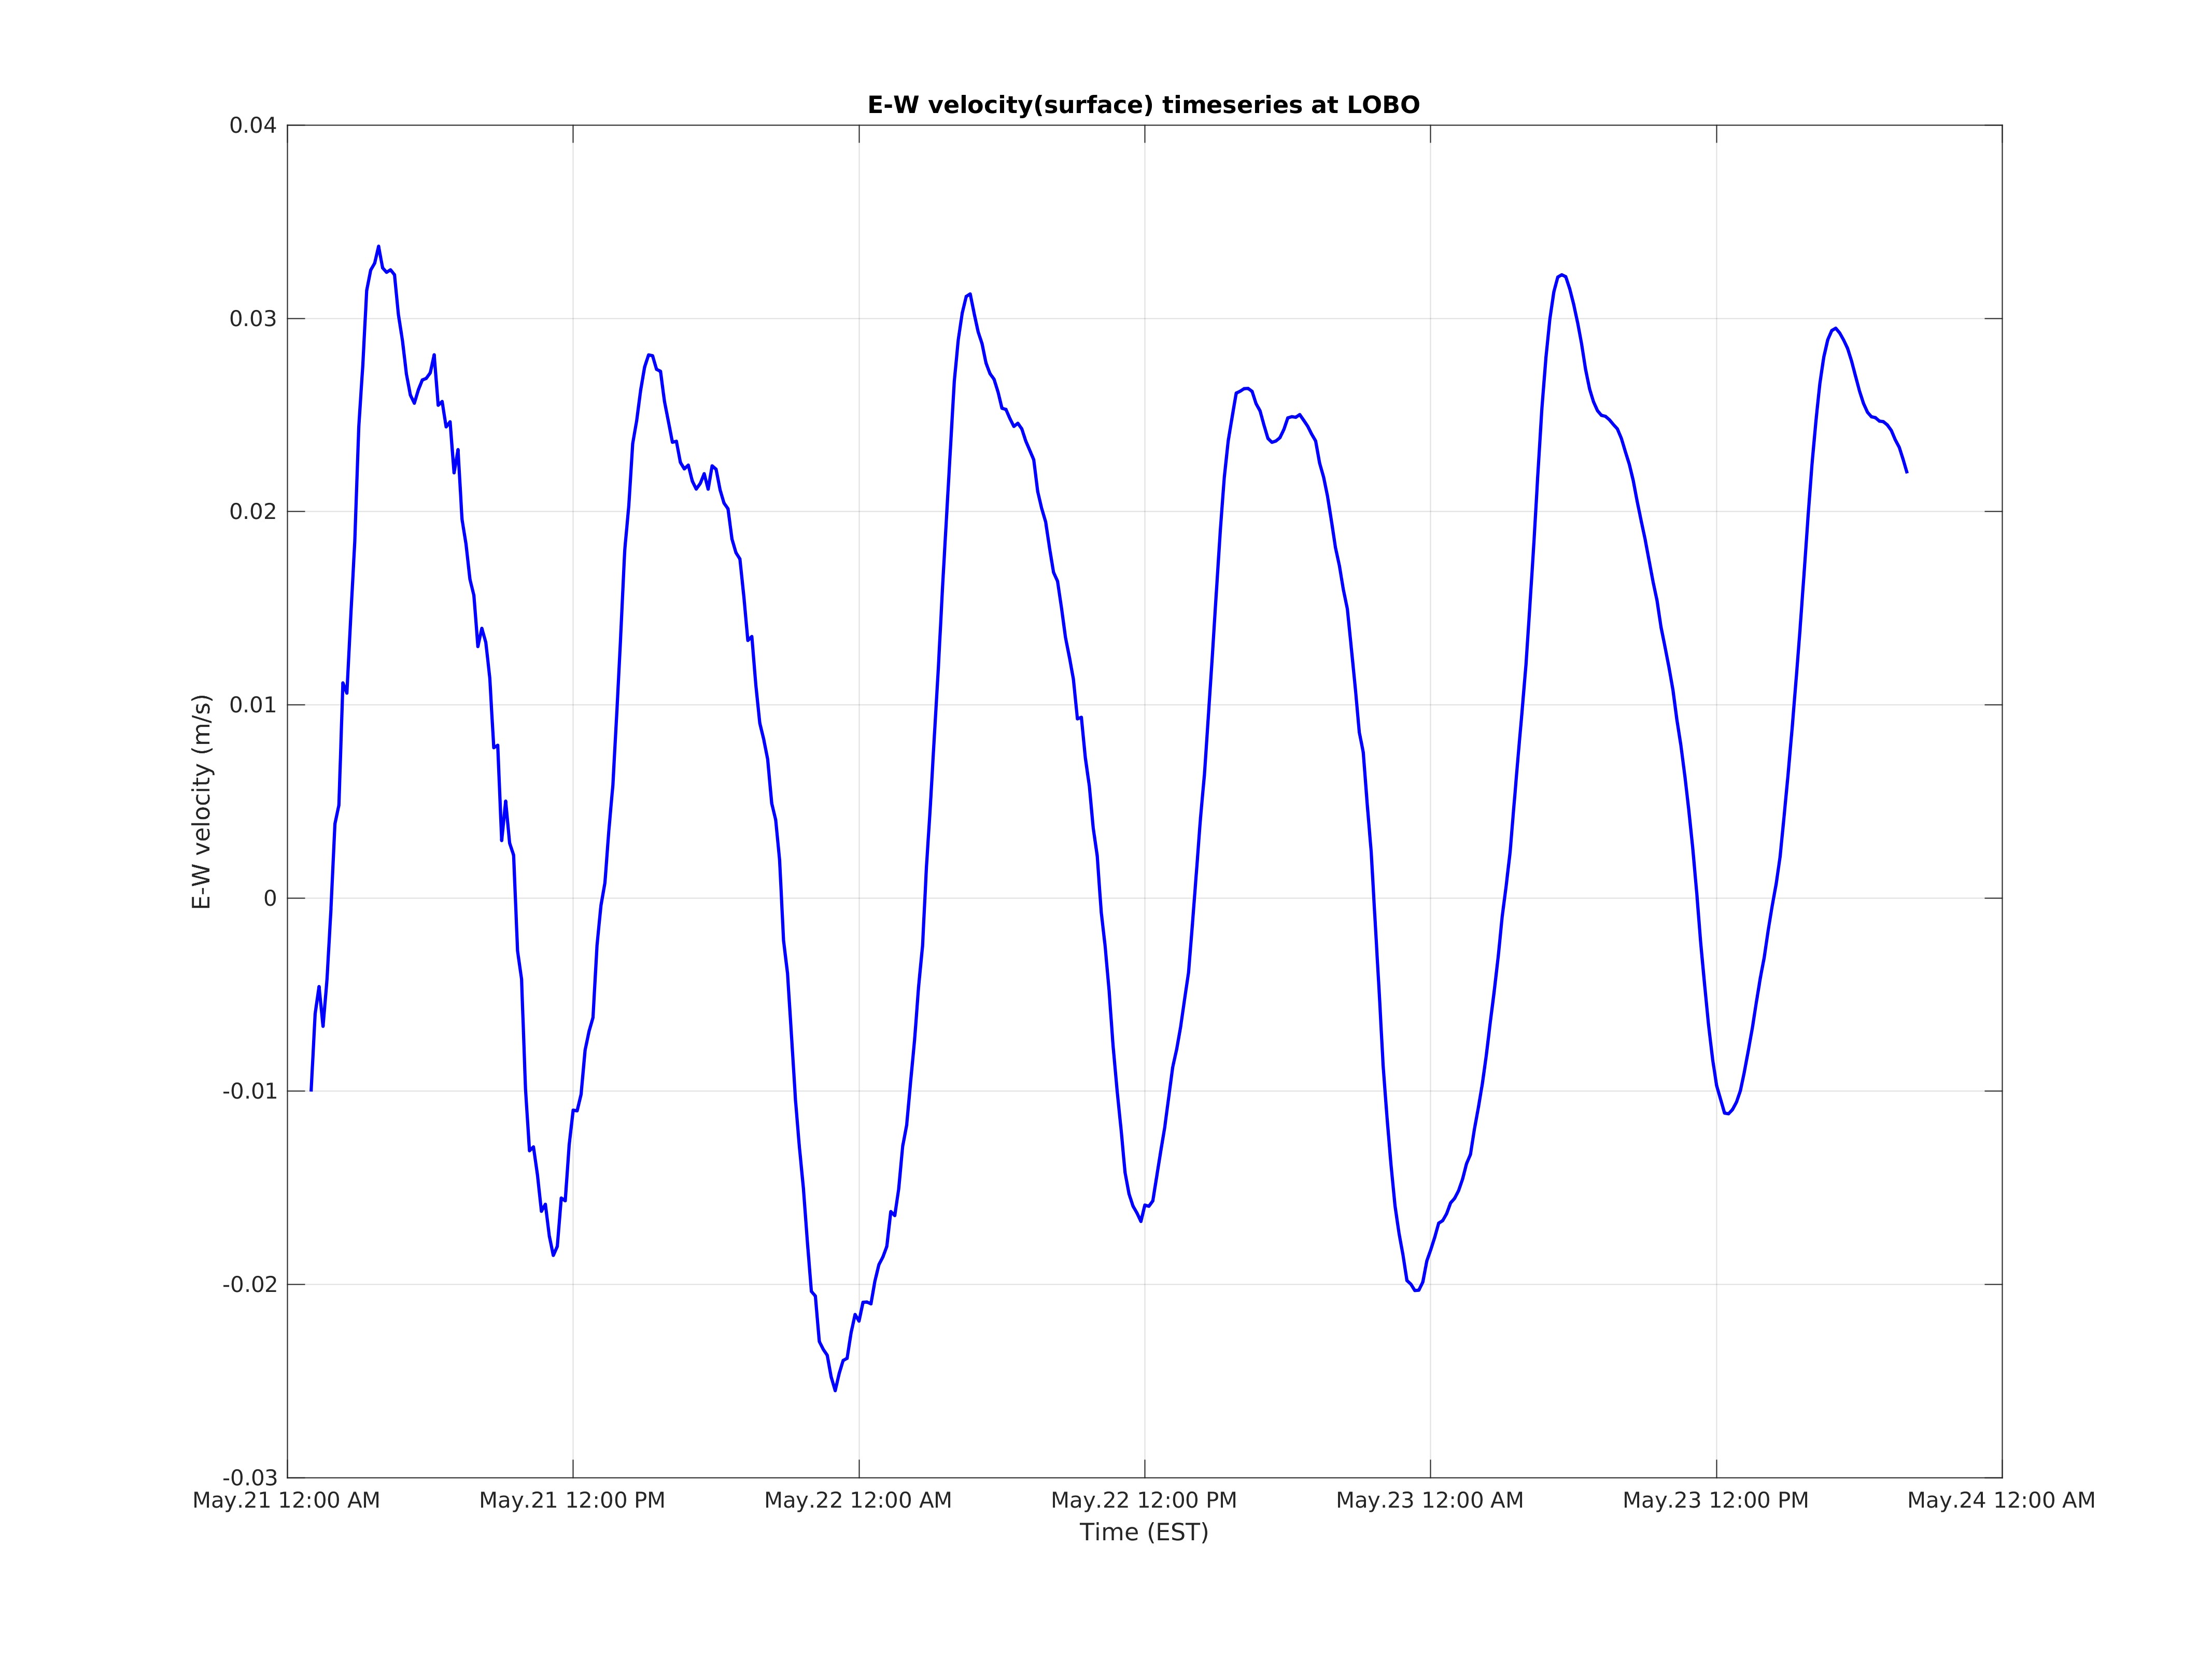 E-W velocity(surface) timeseries at LOBO
0.04
0.03
0.02
0.01
0
-0.01
-0.02
-0.03
E-W velocity (m/s)
May.21 12:00 AM May.21 12:00 PM May.22 12:00 AM May.22 12:00 PM May.23 12:00 AM May.23 12:00 PM May.24 12:00 AM
Time (EST)